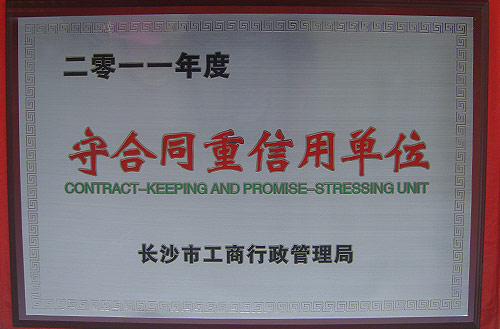 二零一一年度
守合同重信用单位
CONTRACT-KEEPING AND PROMISE-STRESSING UNIT
长沙市工商行政管理局